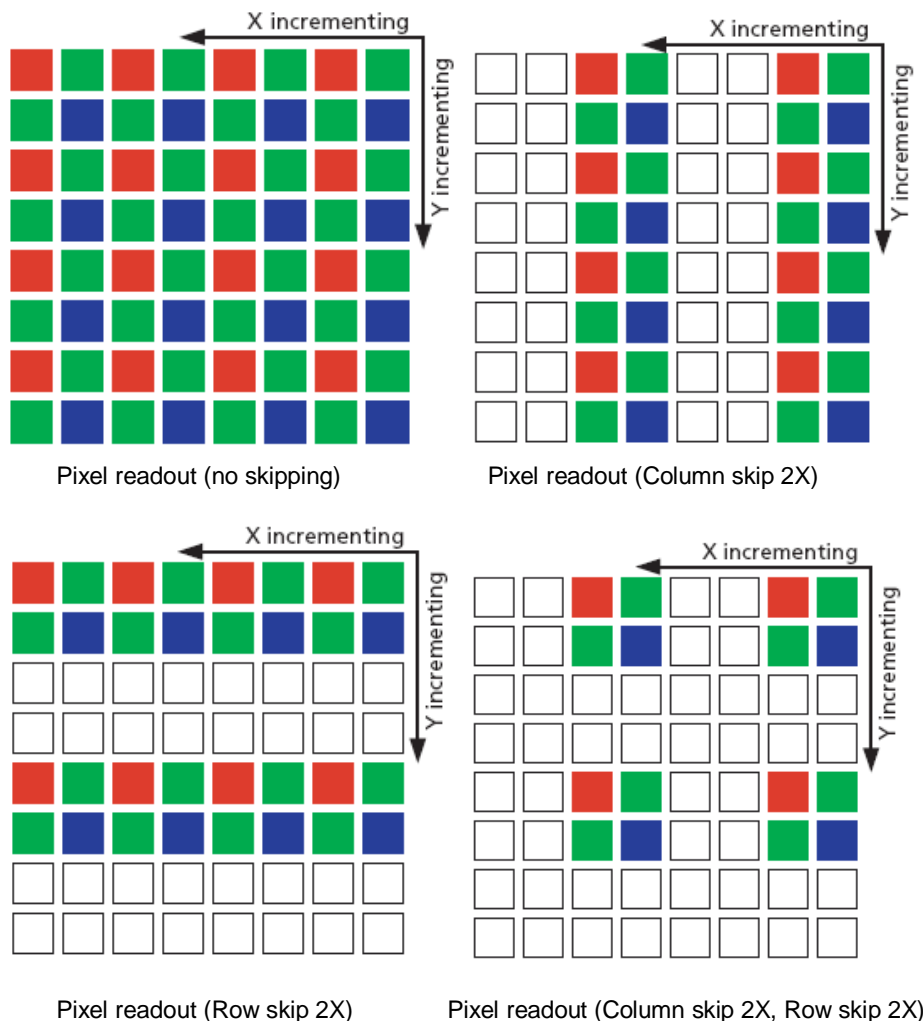 X incrementing
Y incrementing
Pixel readout (no skipping)
X incrementing
Y incrementing
Pixel readout (Column skip 2X)
X incrementing
Y incrementing
Pixel readout (Row skip 2X)
X incrementing
Y incrementing
Pixel readout (Column skip 2X, Row skip 2X)